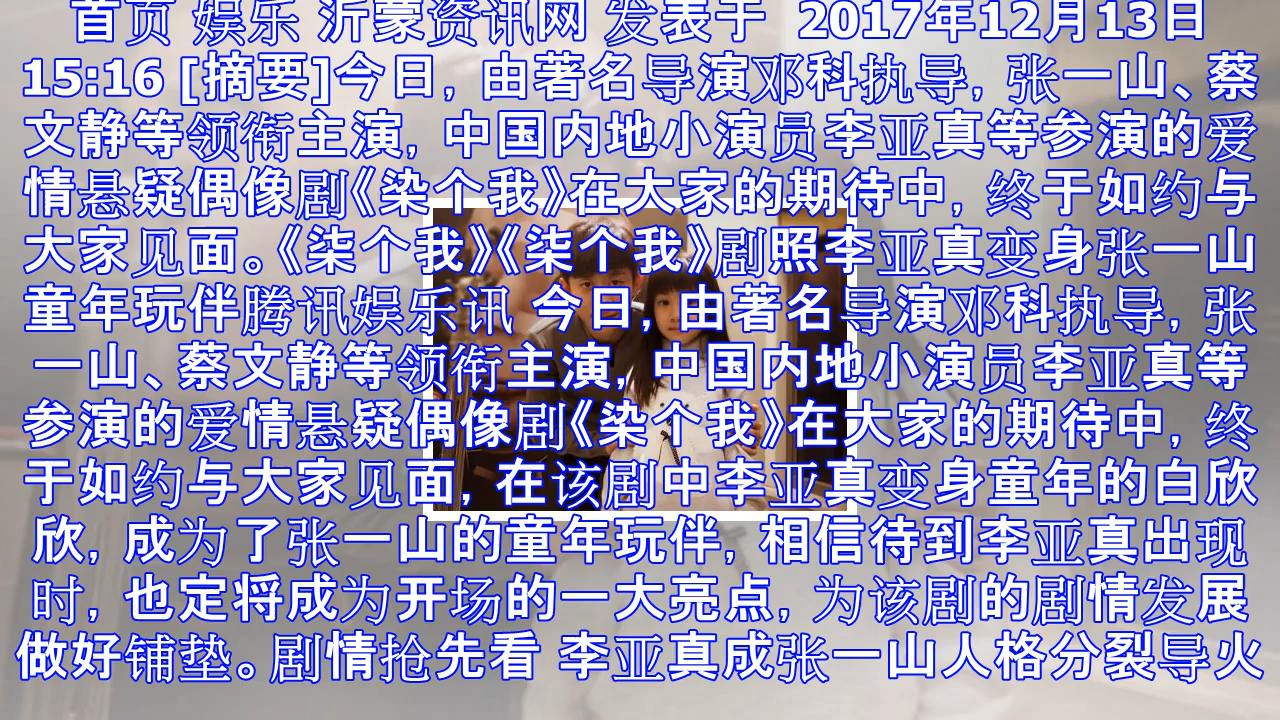 首页 娱乐 沂蒙资讯网 发表于 2017年12月13日
15:16 [摘要]今日, 由著名导演邓科执导, 张一山、蔡
文静等领衔主演, 中国内地小演员李亚真等参演的爱
情悬疑偶像剧《染个我》在大家的期待中, 终于如约与
大家见面。《柒个我》《柒个我》剧照李亚真变身张一山
童年玩伴腾讯娱乐讯 今日, 由著名导演邓科执导, 张
一山、蔡文静等领衔主演, 中国内地小演员李亚真等
参演的爱情悬疑偶像剧《染个我》在大家的期待中, 终
于如约与大家见面, 在该剧中李亚真变身童年的白欣
欣, 成为了张一山的童年玩伴, 相信待到李亚真出现
时, 也定将成为开场的一大亮点, 为该剧的剧情发展
做好铺垫。剧情抢先看 李亚真成张一山人格分裂导火